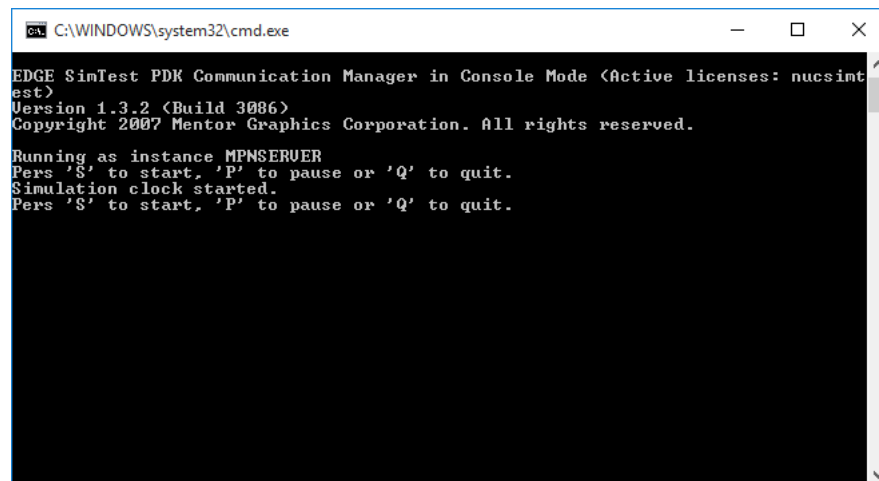 C:\WINDOWS\system32\cmd.exe
EDGE SimTest PDK Communication Manager in Console Mode (Active licenses: nucsimt
est)
Version 1.3.2 (Build 3086)
Copyright 2007 Mentor Graphics Corporation. All rights reserved.
Running as instance MPNSERVER
Pers 'S' to start, 'P' to pause or 'Q' to quit.
Simulation clock started.
Pers 'S' to start, 'P' to pause or 'Q' to quit.